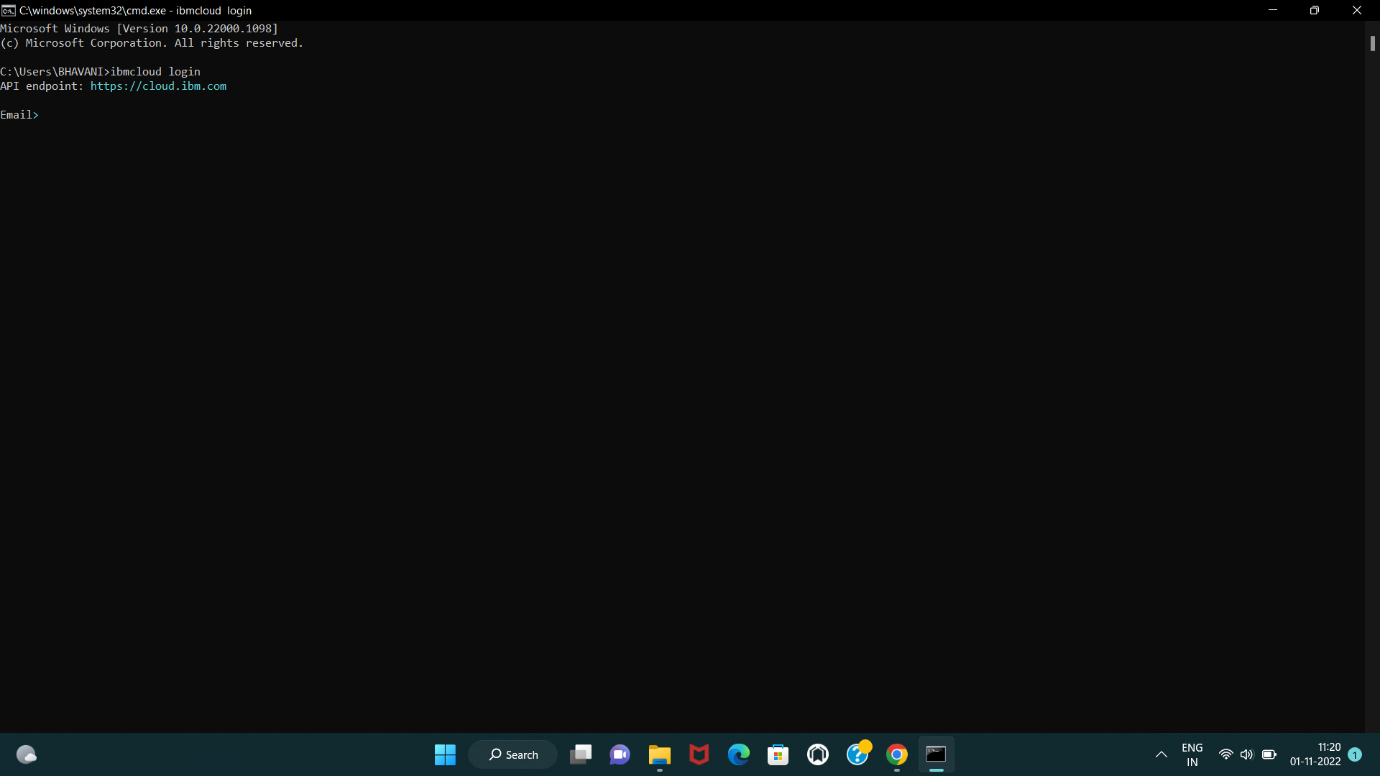 C:\windows\system32\cmd.exe - ibmcloud  login
Microsoft Windows [Version 10.0.22000.1098]
(c) Microsoft Corporation. All rights reserved.
C:\Users\BHAVANI>ibmcloud login
API endpoint: https://cloud.ibm.com
Email>
Search
ENG
IN
11:20
01-11-2022
1